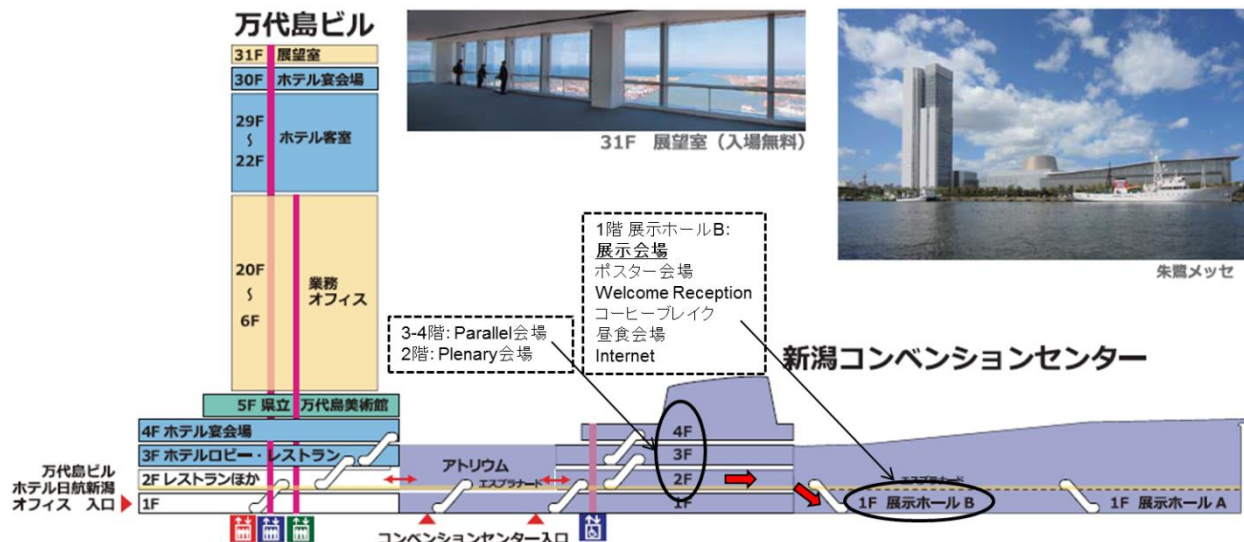 万代島ビル
31F 展望室
30F ホテル宴会場
29F
～
22F
ホテル客室
20F
～
6F
業務
オフィス
5F 県立 万代島美術館
4F ホテル宴会場
3F ホテルロビー・レストラン
2F レストランほか
1F
万代島ビル
ホテル日航新潟
オフィス 入口
31F 展望室（入場無料）
朱鷺メッセ
3-4階: Parallel会場
2階: Plenary会場
1階 展示ホールB:
展示会場
ポスター会場
Welcome Reception
コーヒーブレイク
昼食会場
Internet
新潟コンベンションセンター
アトリウム
エスプラナード
4F
3F
2F
1F
エスプラナード
1F 展示ホール B
1F 展示ホール A
コンベンションセンター入口